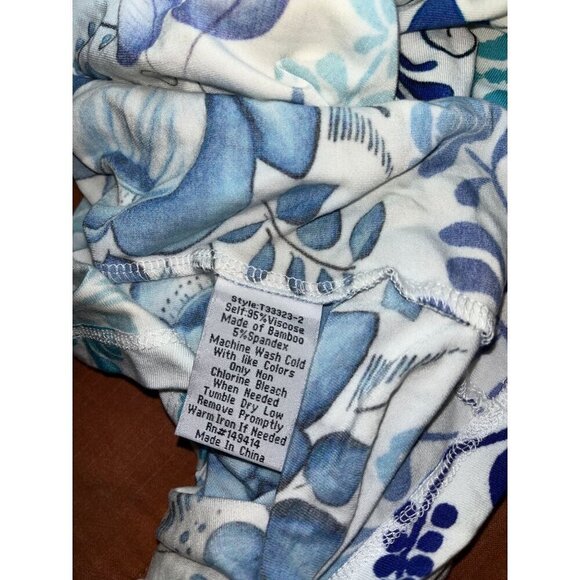 Style:T33323-2
Self:95%Viscose
Made of Bamboo
5%Spandex
Machine Wash Cold
With like Colors
Only Non
Chlorine Bleach
When Needed
Tumble Dry Low
Remove Promptly
Warm Iron If Needed
Rn#149414
Made In China